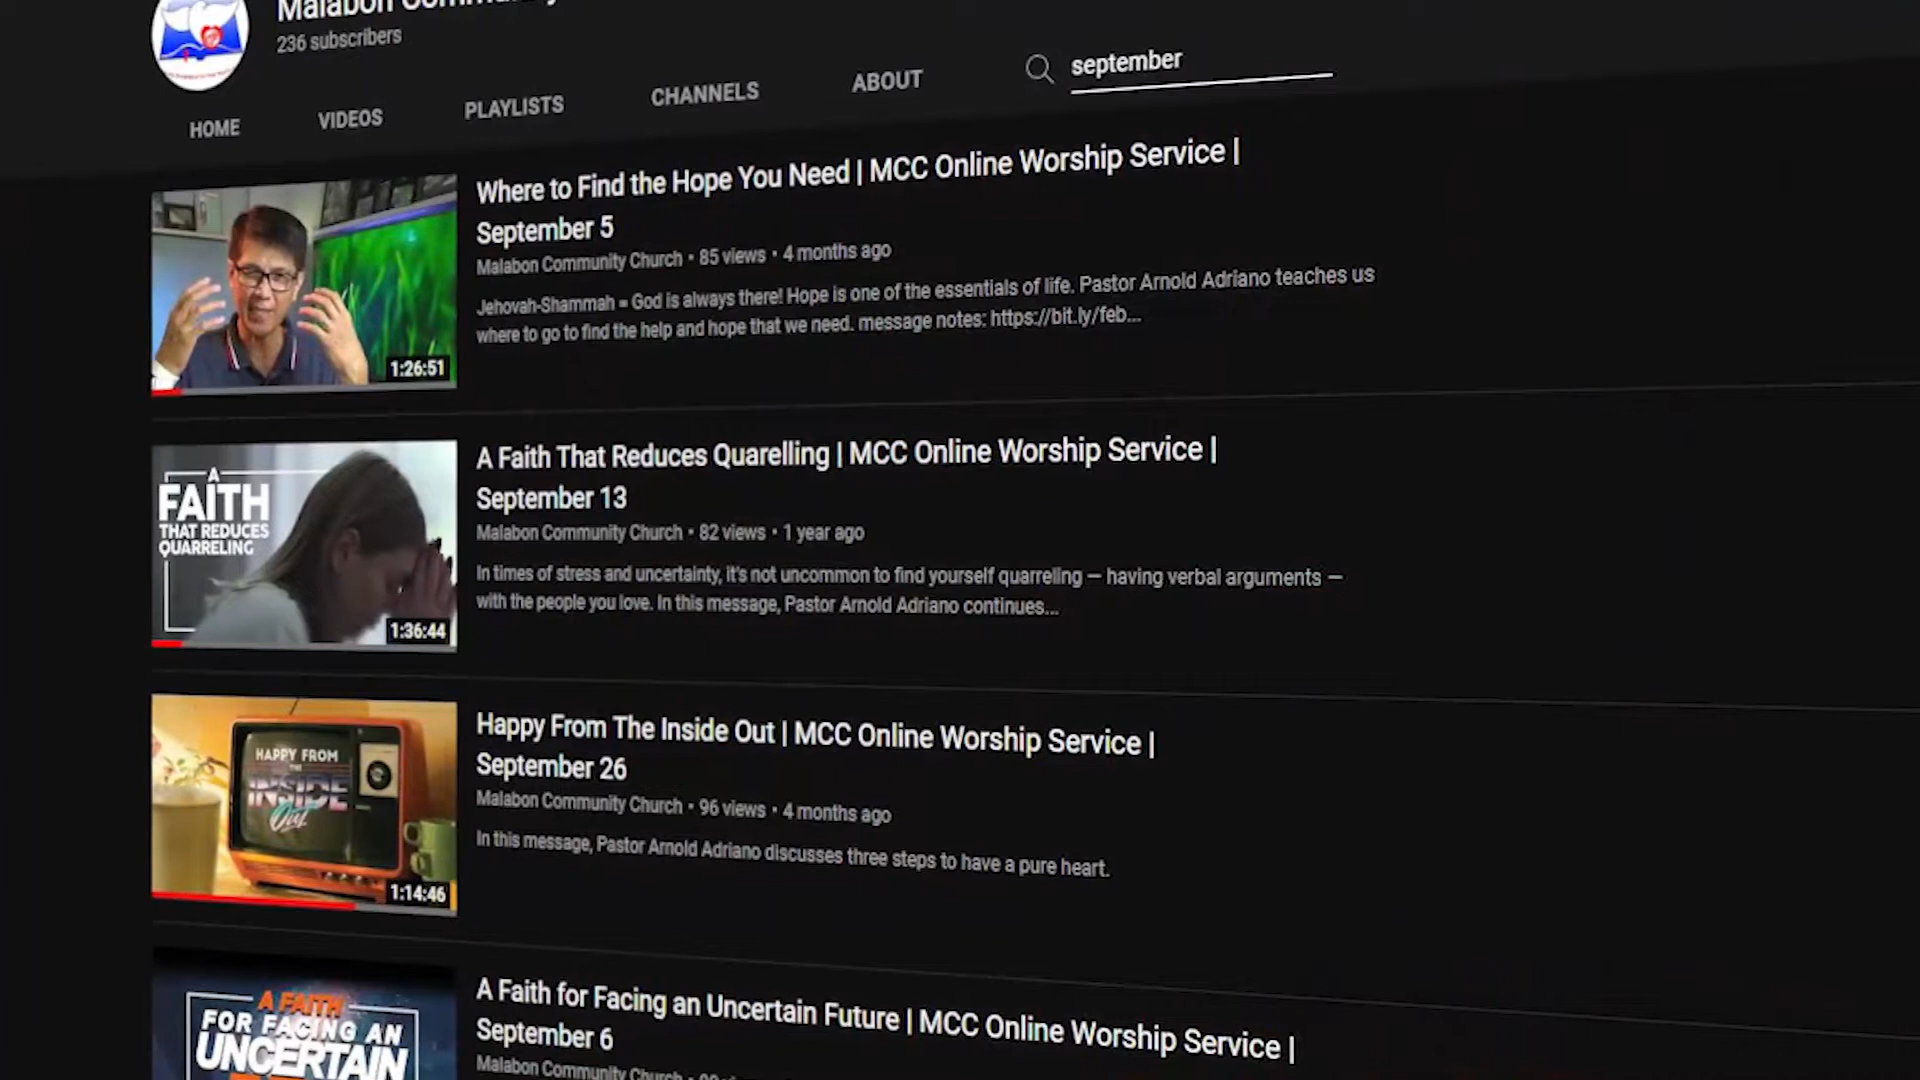 Malabon Community
236 subscribers
HOME VIDEOS PLAYLISTS CHANNELS ABOUT september
Where to Find the Hope You Need | MCC Online Worship Service |
September 5
Malabon Community Church • 85 views • 4 months ago
Jehovah-Shammah = God is always there! Hope is one of the essentials of life. Pastor Arnold Adriano teaches us
where to go to find the help and hope that we need. message notes: https://bit.ly/feb...
1:26:51
A
FAITH
THAT REDUCES
QUARRELING
1:36:44
A Faith That Reduces Quarelling | MCC Online Worship Service |
September 13
Malabon Community Church • 82 views • 1 year ago
In times of stress and uncertainty, it's not uncommon to find yourself quarreling — having verbal arguments —
with the people you love. In this message, Pastor Arnold Adriano continues...
HAPPY FROM
THE
INSIDE
Out
1:14:46
Happy From The Inside Out | MCC Online Worship Service |
September 26
Malabon Community Church • 96 views • 4 months ago
In this message, Pastor Arnold Adriano discusses three steps to have a pure heart.
A FAITH
FOR FACING AN
UNCERTAIN
A Faith for Facing an Uncertain Future | MCC Online Worship Service |
September 6
Malabon Community Church